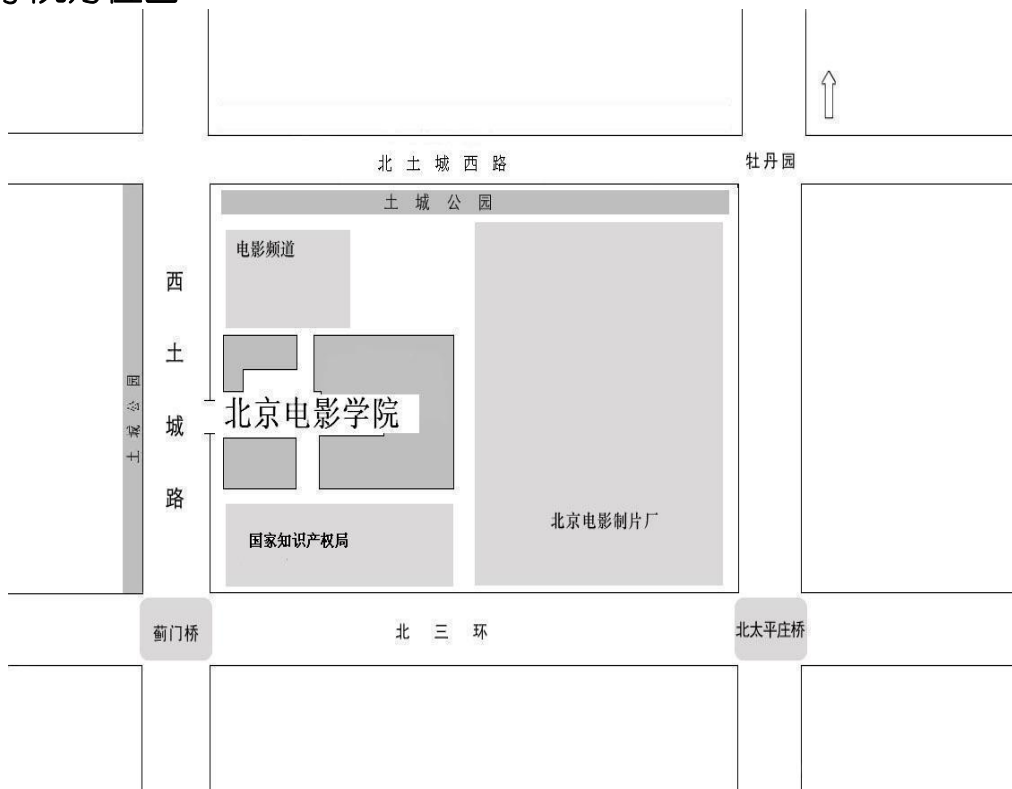 北土城西路
牡丹园
土城公园
电影频道
西土城路
土城公园
北京电影学院
北京电影制片厂
国家知识产权局
蓟门桥
北三环
北太平庄桥